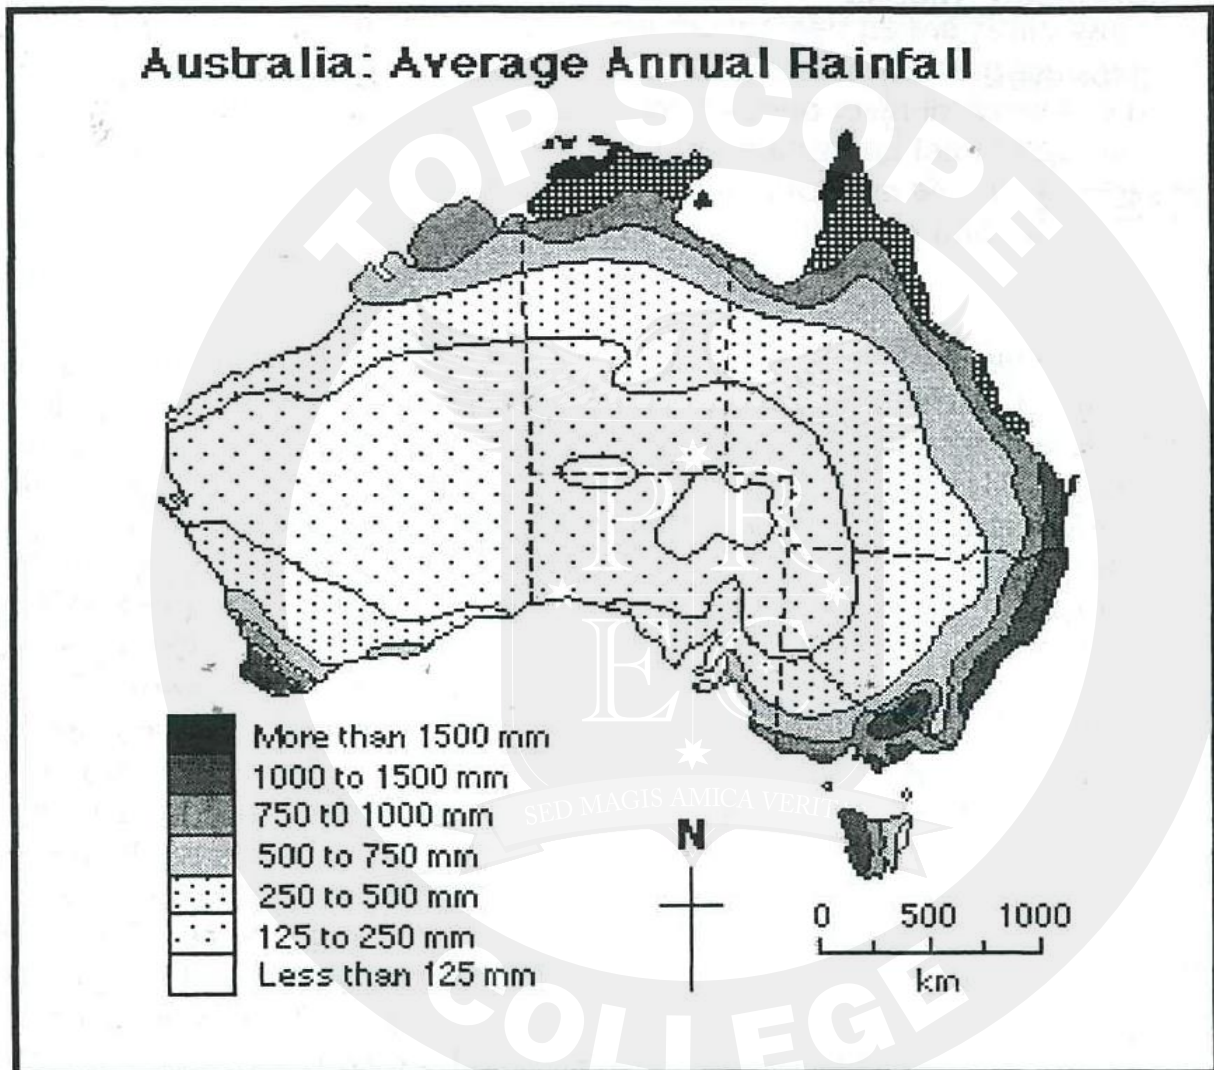 Australia: Average Annual Rainfall
TOP SCOPE
P R
E C
SED MAGIS AMICA VERIT
COLLEGE
More than 1500 mm
1000 to 1500 mm
750 t0 1000 mm
500 to 750 mm
250 to 500 mm
125 to 250 mm
Less than 125 mm
N
0 500 1000
km